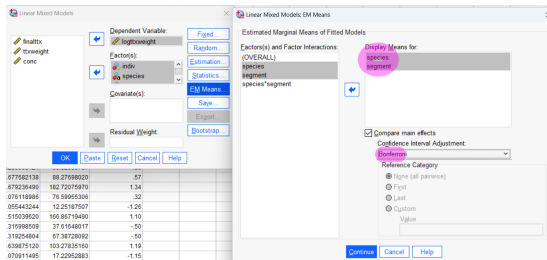 Linear Mixed Models
Dependent Variable:
logttxweight
finalttx
ttxweight
conc
Factor(s):
indiv
species
Covariate(s):
Residual Weight:
Fixed...
Random...
Estimation...
Statistics...
EM Means...
Save...
Export...
Bootstrap...
OK Paste Reset Cancel Help
.677682138 88.27698020 .57
.679236490 182.72075970 1.34
.076118986 76.59955306 .32
.055443244 12.25187507 -1.26
.515039620 166.86719480 1.10
.316998509 37.61648017 -.50
.319254804 67.38728092 -.50
.639875120 103.27835160 1.19
.070911495 17.22952883 -1.15
Linear Mixed Models: EM Means
Estimated Marginal Means of Fitted Models
Factors(s) and Factor Interactions:
(OVERALL)
species
segment
species*segment
Display Means for:
species
segment
Compare main effects
Confidence Interval Adjustment:
Bonferroni
Reference Category
None (all pairwise)
First
Last
Custom
Value
Continue Cancel Help